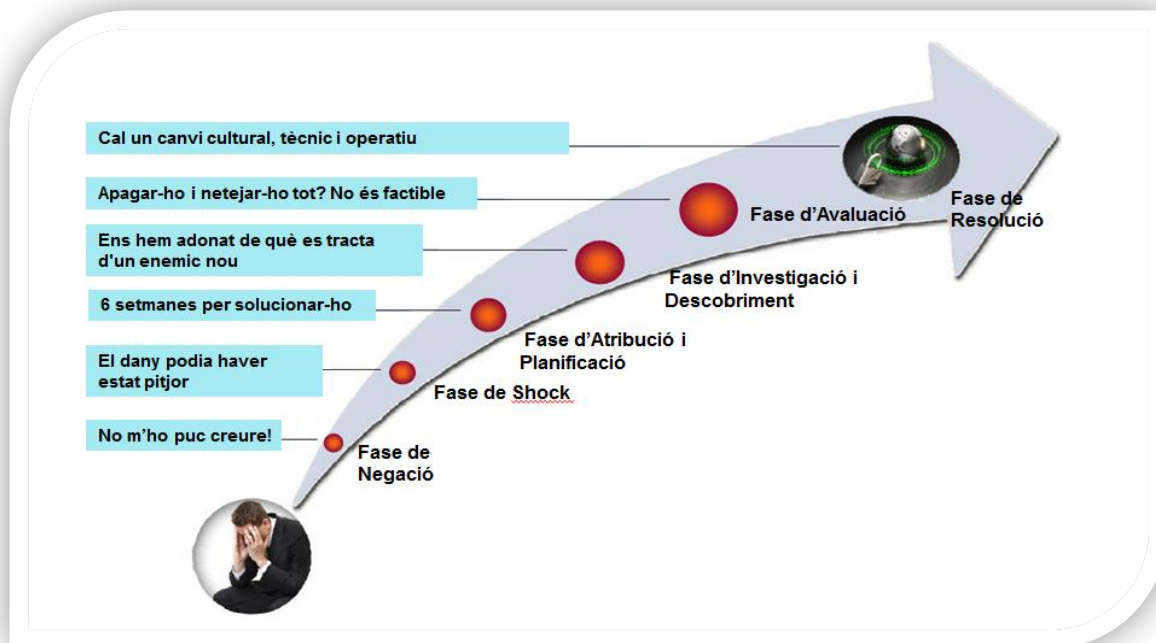 Cal un canvi cultural, tècnic i operatiu
Apagar-ho i netejar-ho tot? No és factible
Ens hem adonat de què es tracta
d'un enemic nou
6 setmanes per solucionar-ho
El dany podia haver
estat pitjor
No m'ho puc creure!
Fase de
Resolució
Fase d'Avaluació
Fase d'Investigació i
Descobriment
Fase d'Atribució i
Planificació
Fase de Shock
Fase de
Negació